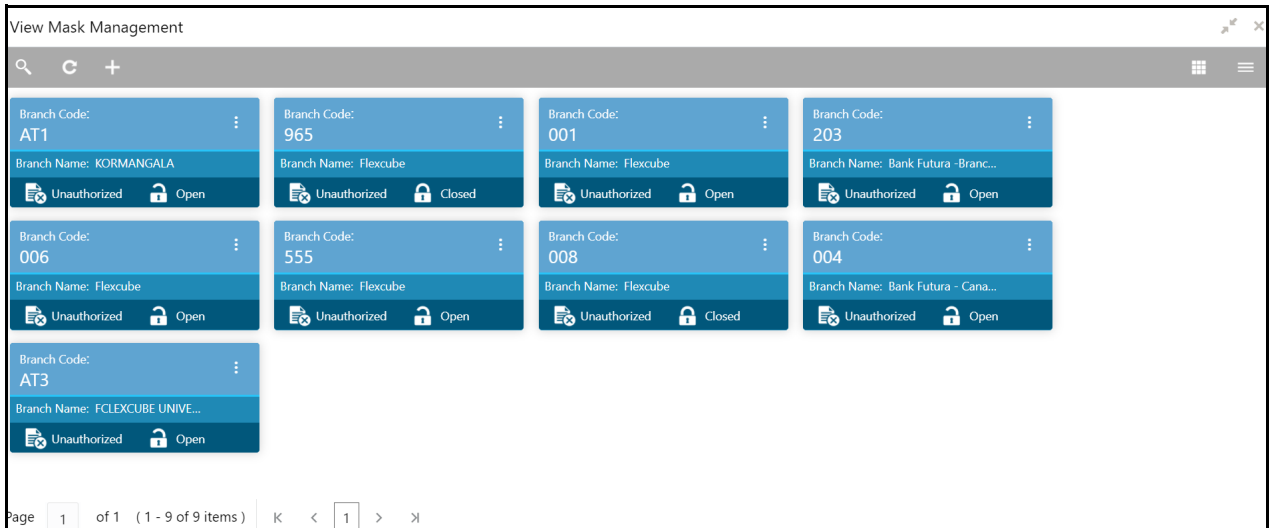 View Mask Management
Branch Code:
AT1
Branch Name: KORMANGALA
Unauthorized Open
Branch Code:
965
Branch Name: Flexcube
Unauthorized Closed
Branch Code:
001
Branch Name: Flexcube
Unauthorized Open
Branch Code:
203
Branch Name: Bank Futura -Branc...
Unauthorized Open
Branch Code:
006
Branch Name: Flexcube
Unauthorized Open
Branch Code:
555
Branch Name: Flexcube
Unauthorized Open
Branch Code:
008
Branch Name: Flexcube
Unauthorized Closed
Branch Code:
004
Branch Name: Bank Futura - Cana...
Unauthorized Open
Branch Code:
AT3
Branch Name: FCLEXCUBE UNIVE...
Unauthorized Open
Page 1 of 1 ( 1 - 9 of 9 items ) 1